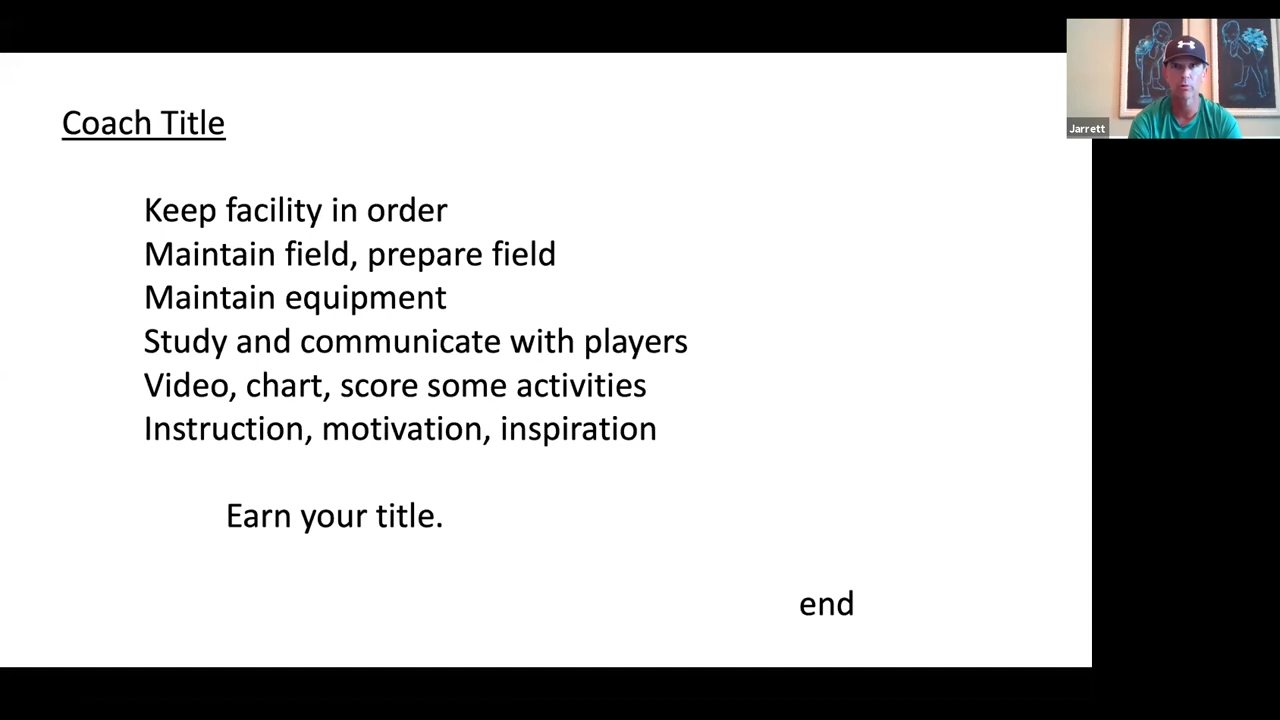 Coach Title
Keep facility in order
Maintain field, prepare field
Maintain equipment
Study and communicate with players
Video, chart, score some activities
Instruction, motivation, inspiration
Earn your title.
end
Jarrett